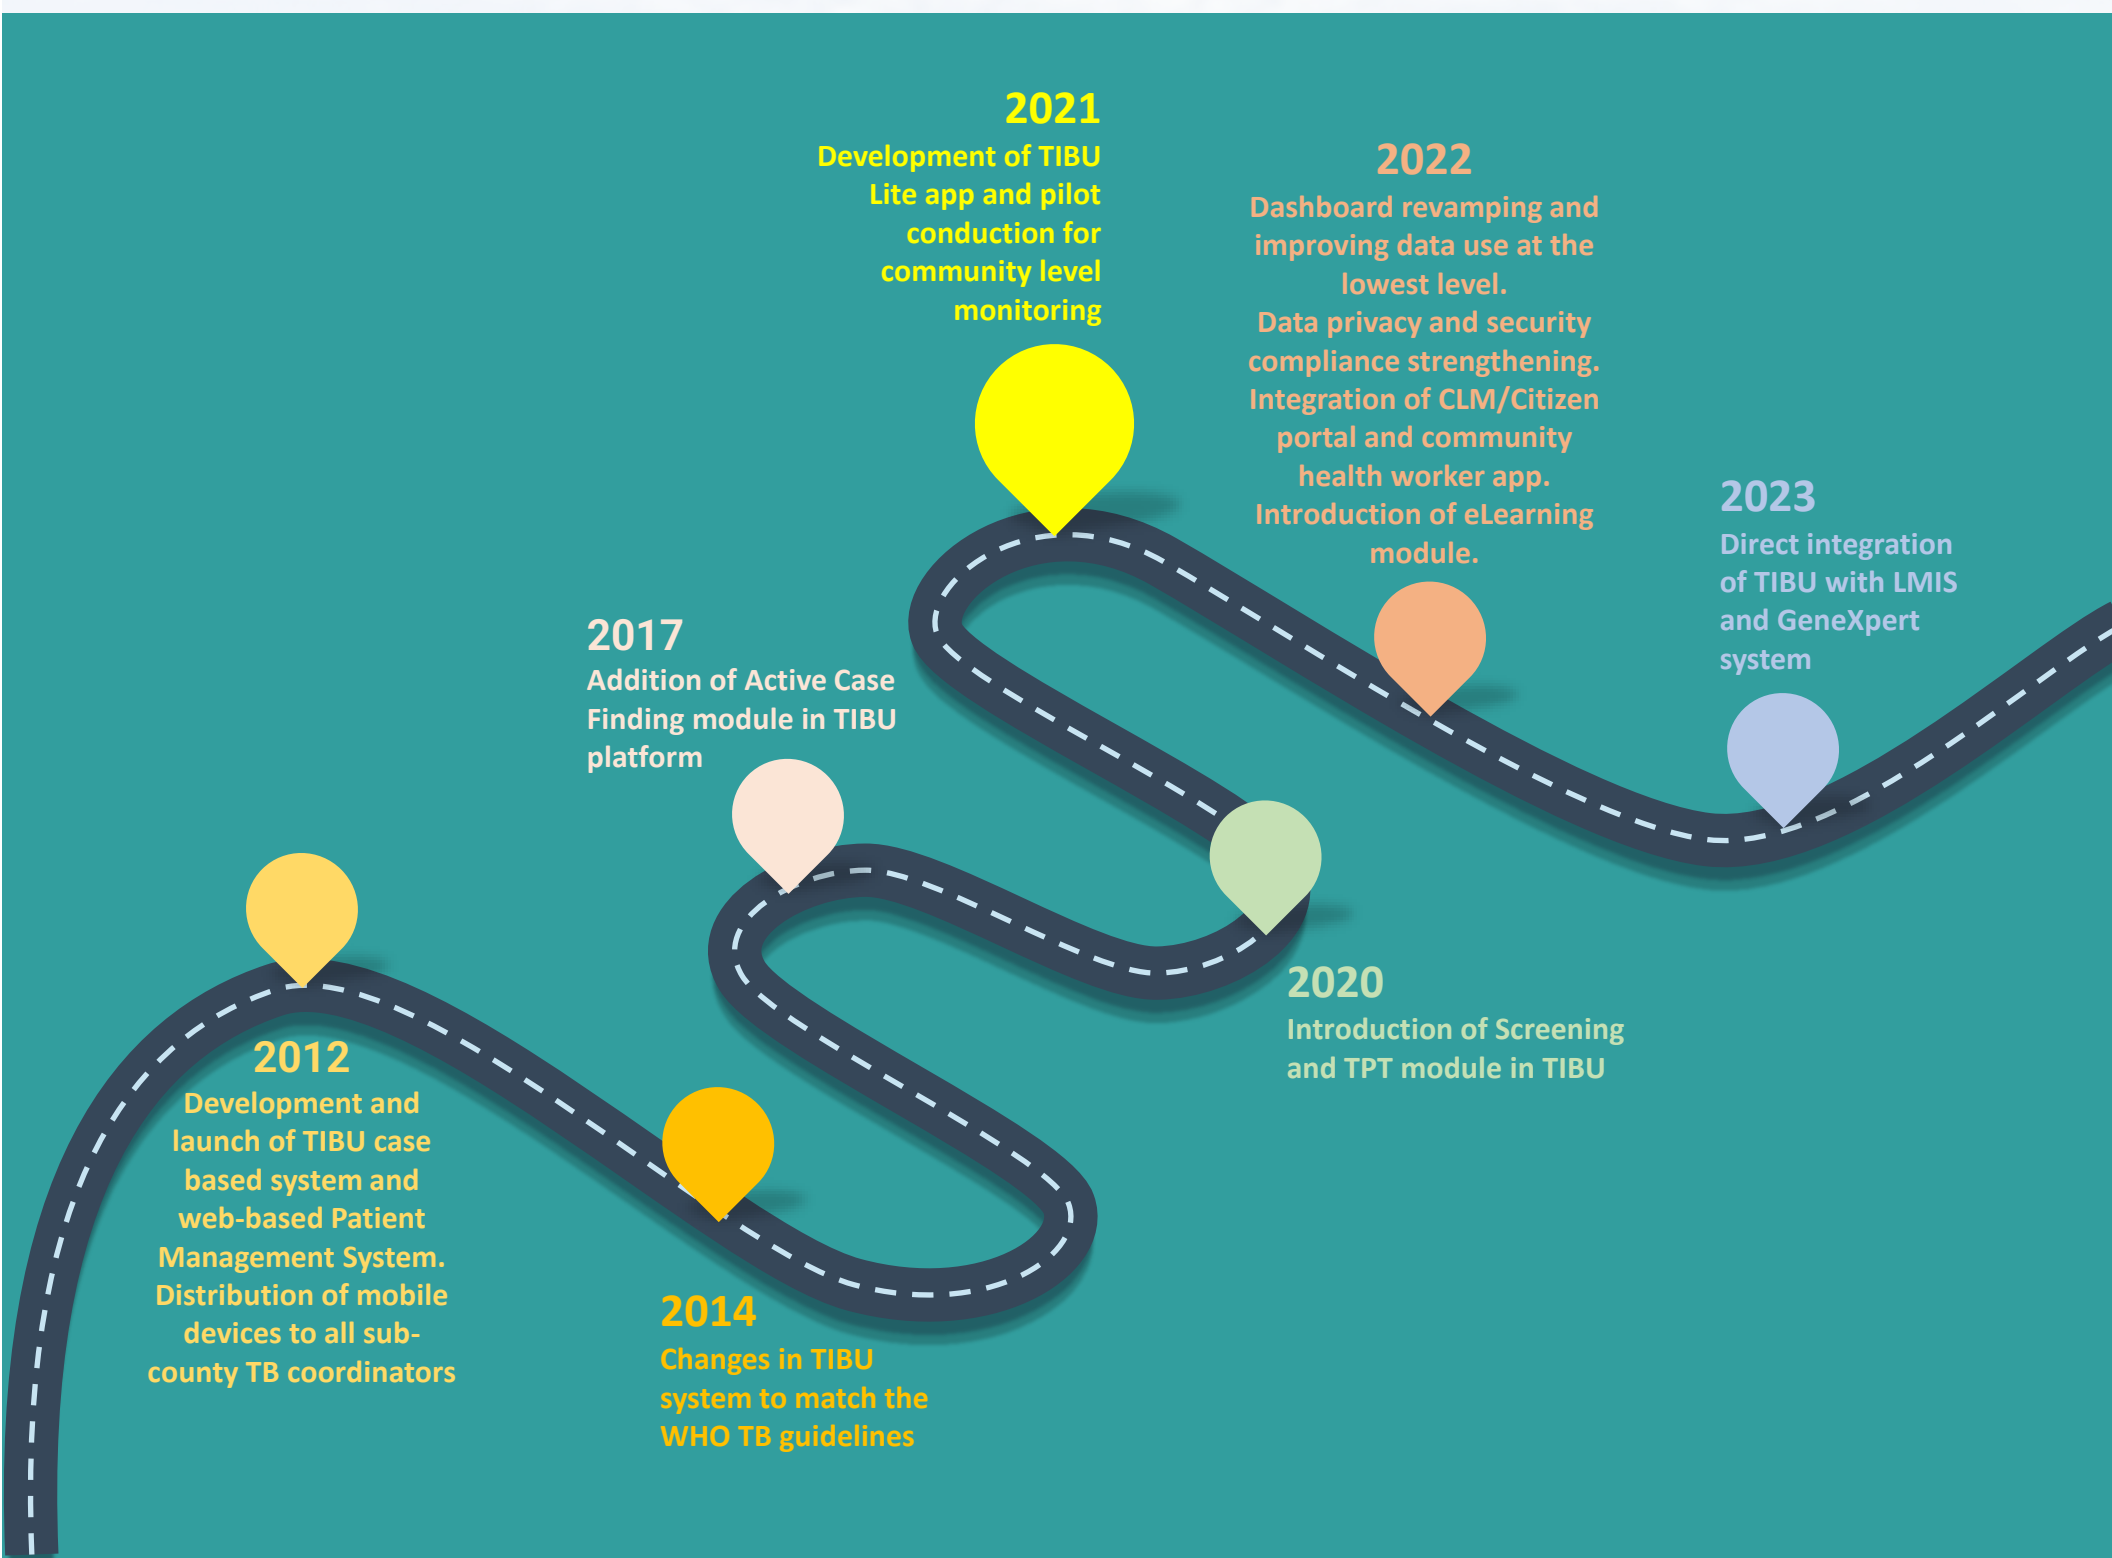 2021
Development of TIBU
Lite app and pilot
conduction for
community level
monitoring
2022
Dashboard revamping and
improving data use at the
lowest level.
Data privacy and security
compliance strengthening.
Integration of CLM/Citizen
portal and community
health worker app.
Introduction of eLearning
module.
2023
Direct integration
of TIBU with LMIS
and GeneXpert
system
2017
Addition of Active Case
Finding module in TIBU
platform
2020
Introduction of Screening
and TPT module in TIBU
2012
Development and
launch of TIBU case
based system and
web-based Patient
Management System.
Distribution of mobile
devices to all sub-
county TB coordinators
2014
Changes in TIBU
system to match the
WHO TB guidelines